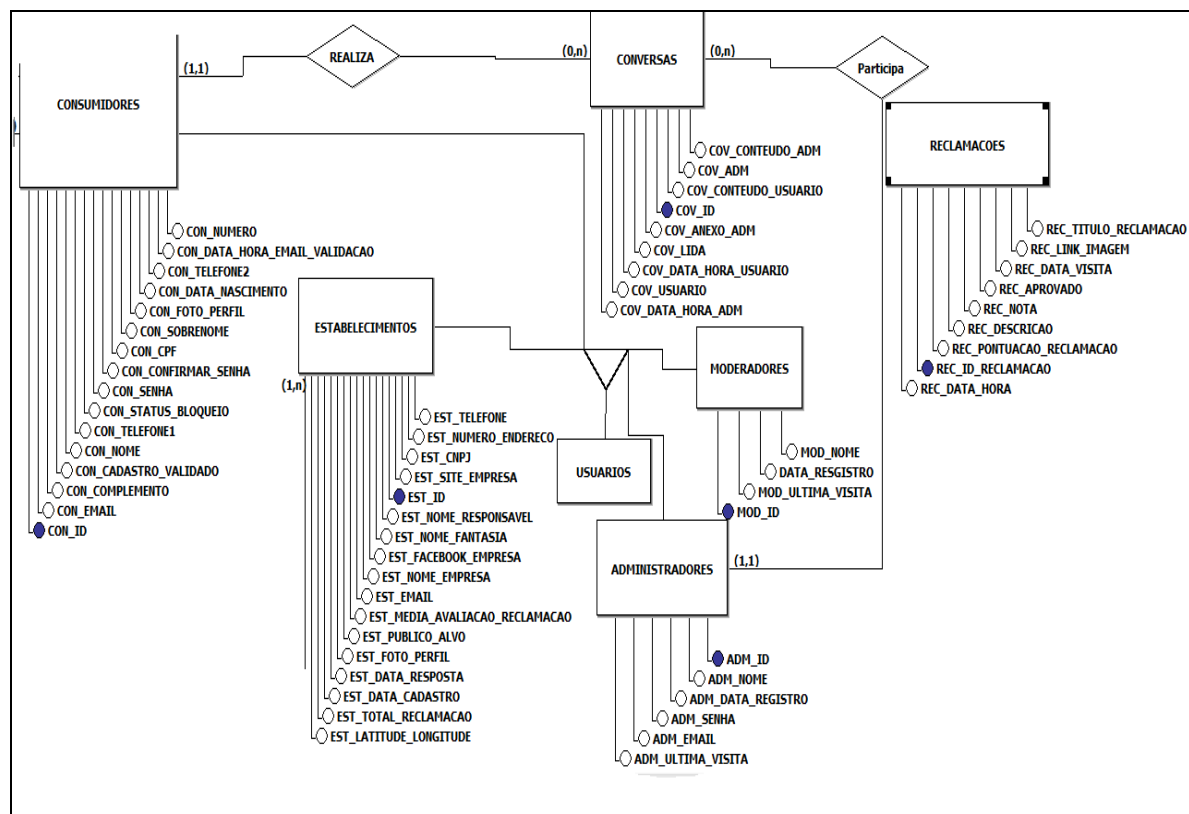 (1,1)
REALIZA
(0,n)
CONVERSAS
(0,n)
Participa
CONSUMIDORES
RECLAMACOES
COV_CONTEUDO_ADM
COV_ADM
COV_CONTEUDO_USUARIO
COV_ID
COV_ANEXO_ADM
COV_LIDA
COV_DATA_HORA_USUARIO
COV_USUARIO
COV_DATA_HORA_ADM
REC_TITULO_RECLAMACAO
REC_LINK_IMAGEM
REC_DATA_VISITA
REC_APROVADO
REC_NOTA
REC_DESCRICAO
REC_PONTUACAO_RECLAMACAO
REC_ID_RECLAMACAO
REC_DATA_HORA
CON_NUMERO
CON_DATA_HORA_EMAIL_VALIDACAO
CON_TELEFONE2
CON_DATA_NASCIMENTO
CON_FOTO_PERFIL
CON_SOBRENOME
CON_CPF
CON_CONFIRMAR_SENHA
CON_SENHA
CON_STATUS_BLOQUEIO
CON_TELEFONE1
CON_NOME
CON_CADASTRO_VALIDADO
CON_COMPLEMENTO
CON_EMAIL
CON_ID
ESTABELECIMENTOS
(1,n)
EST_TELEFONE
EST_NUMERO_ENDERECO
EST_CNPJ
EST_SITE_EMPRESA
EST_ID
EST_NOME_RESPONSAVEL
EST_NOME_FANTASIA
EST_FACEBOOK_EMPRESA
EST_NOME_EMPRESA
EST_EMAIL
EST_MEDIA_AVALIACAO_RECLAMACAO
EST_PUBLICO_ALVO
EST_FOTO_PERFIL
EST_DATA_RESPOSTA
EST_DATA_CADASTRO
EST_TOTAL_RECLAMACAO
EST_LATITUDE_LONGITUDE
MODERADORES
MOD_NOME
DATA_RESGISTRO
MOD_ULTIMA_VISITA
MOD_ID
USUARIOS
ADMINISTRADORES
(1,1)
ADM_ID
ADM_NOME
ADM_DATA_REGISTRO
ADM_SENHA
ADM_EMAIL
ADM_ULTIMA_VISITA